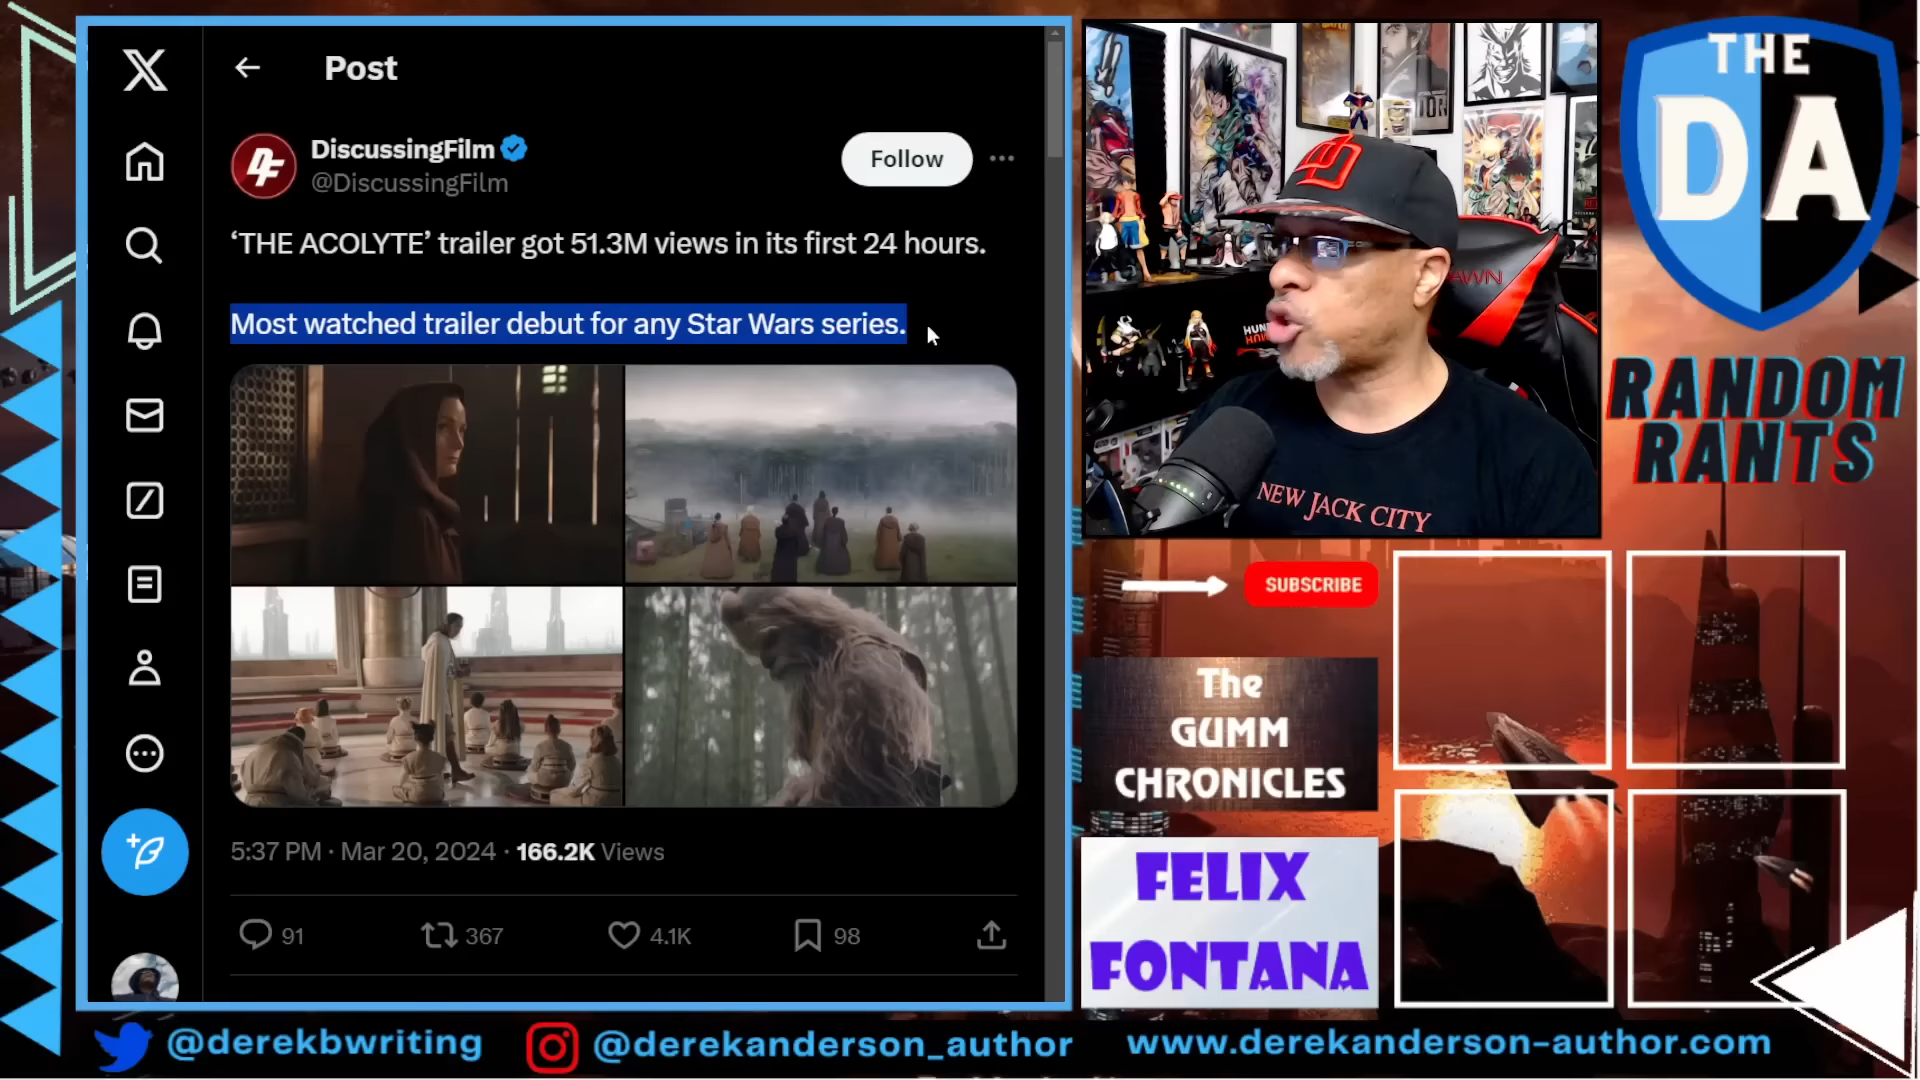 Post
DiscussingFilm
@DiscussingFilm
Follow
‘THE ACOLYTE’ trailer got 51.3M views in its first 24 hours.
Most watched trailer debut for any Star Wars series.
5:37 PM · Mar 20, 2024 · 166.2K Views
91
367
4.1K
98
NEW JACK CITY
THE
DA
RANDOM
RANTS
SUBSCRIBE
The
GUMM
CHRONICLES
FELIX
FONTANA
@derekbwriting
@derekanderson_author
www.derekanderson-author.com